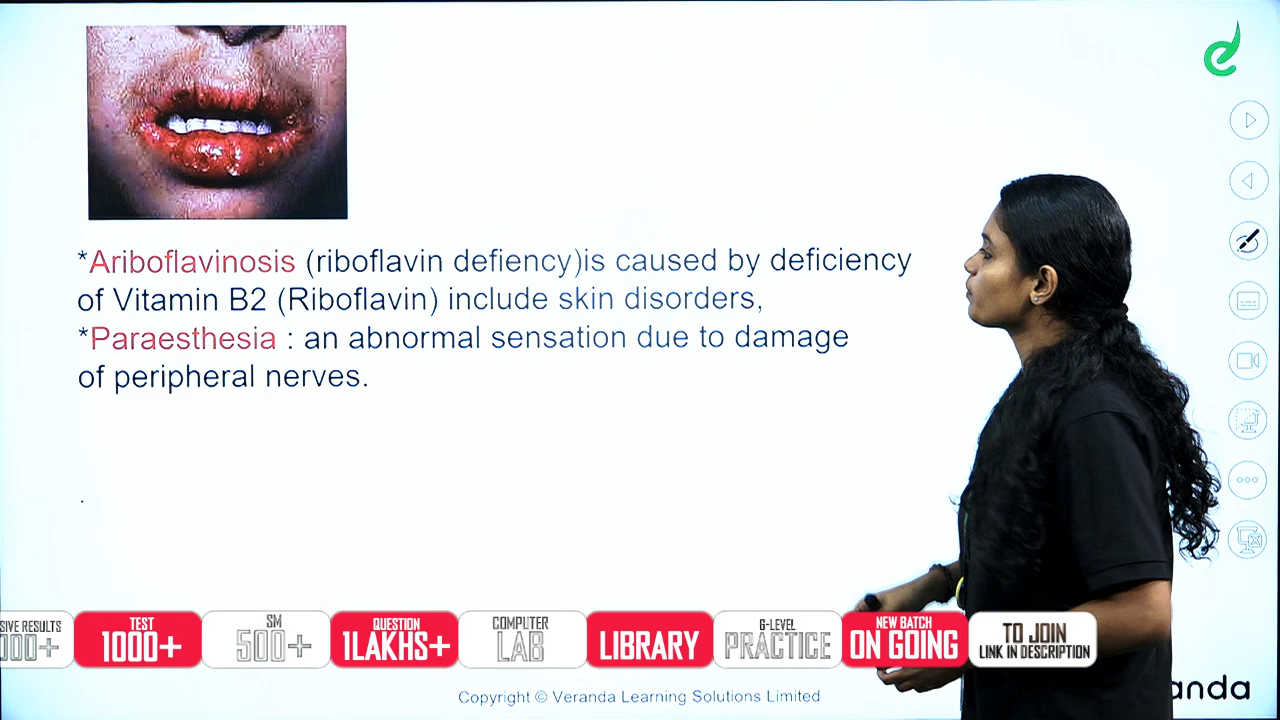 *Ariboflavinosis (riboflavin defiency)is caused by deficiency
of Vitamin B2 (Riboflavin) include skin disorders,
*Paraesthesia : an abnormal sensation due to damage
of peripheral nerves.
SIVE RESULTS
000+
TEST
1000+
SM
500+
QUESTION
1LAKHS+
COMPUTER
LAB
LIBRARY
G-LEVEL
PRACTICE
NEW BATCH
ON GOING
TO JOIN
LINK IN DESCRIPTION
Copyright © Veranda Learning Solutions Limited
anda